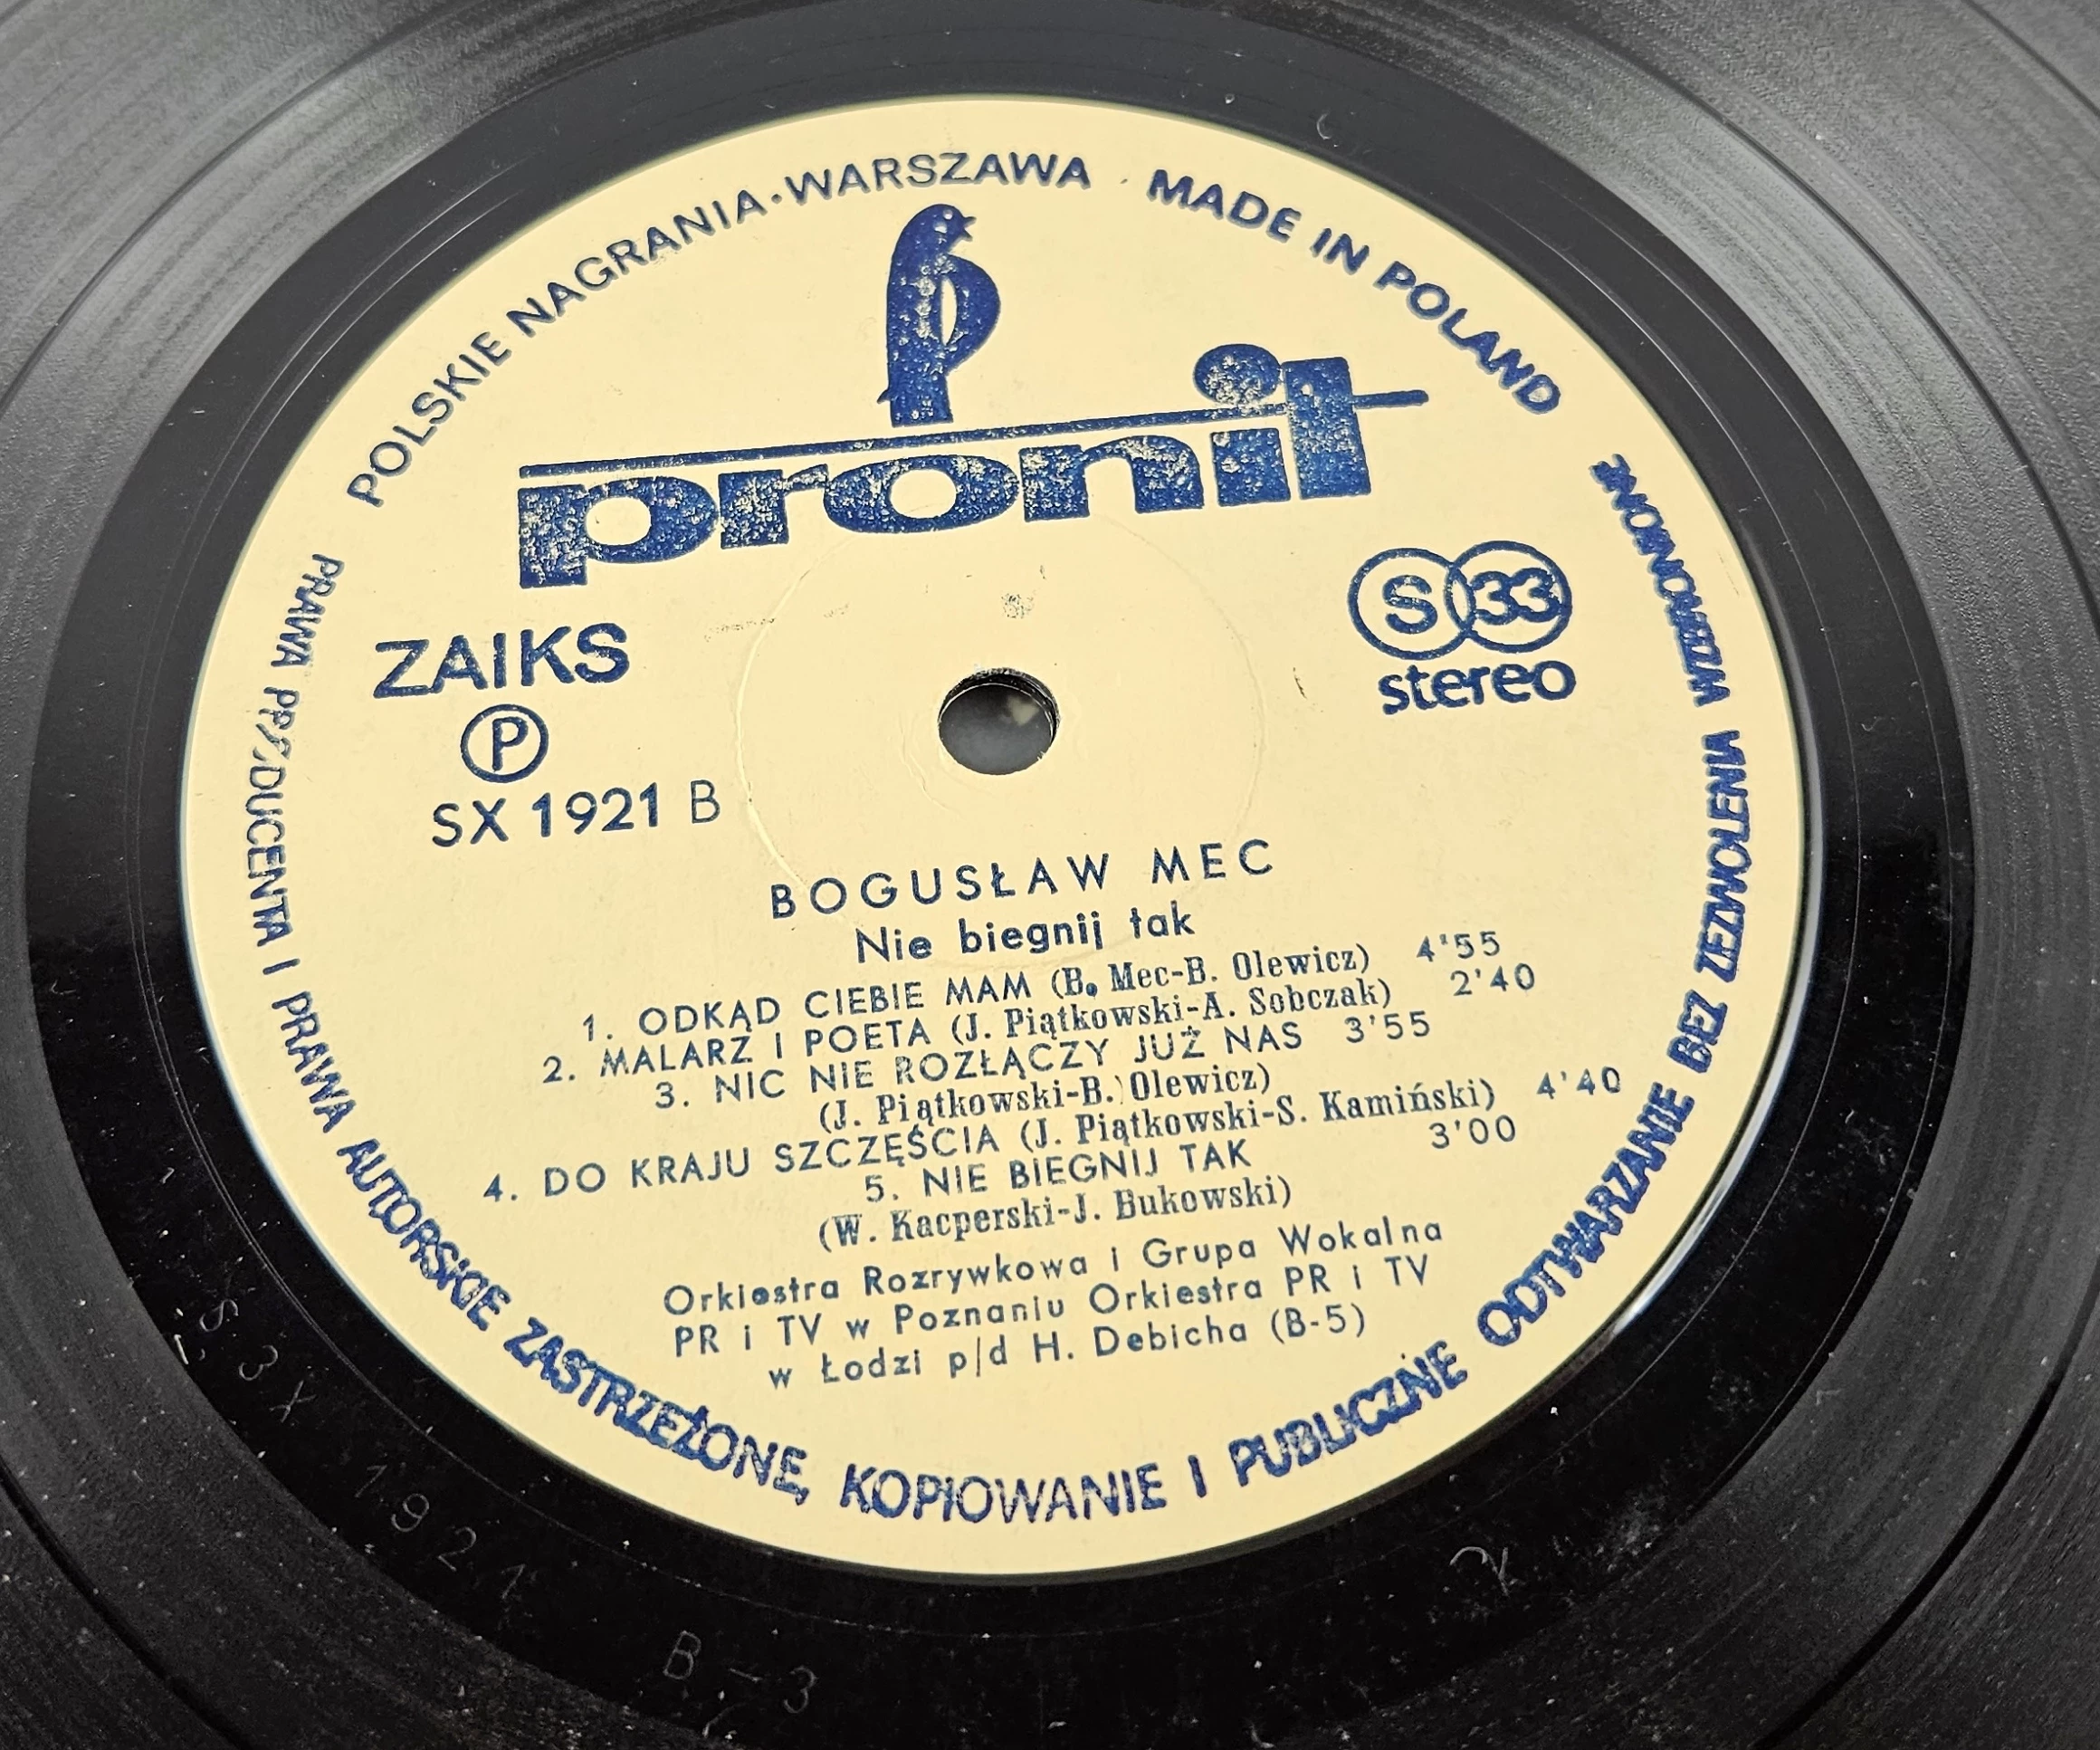 POLSKIE NAGRANIA·WARSZAWA MADE IN POLAND
pronit
ZAIKS
S 33
stereo
P
SX 1921 B
BOGUSŁAW MEC
Nie biegnij tak
1. ODKĄD CIEBIE MAM (B. Mec-B. Olewicz) 4'55
2. MALARZ I POETA (J. Piątkowski-A. Sobczak) 2'40
3. NIC NIE ROZŁĄCZY JUŻ NAS 3'55
(J. Piątkowski-B. Olewicz)
4. DO KRAJU SZCZĘŚCIA (J. Piątkowski-S. Kamiński) 4'40
5. NIE BIEGNIJ TAK 3'00
(W. Kacperski-J. Bukowski)
Orkiestra Rozrywkowa i Grupa Wokalna
PR i TV w Poznaniu Orkiestra PR i TV
w Łodzi p/d H. Debicha (B-5)
PRAWA PRODUCENTA I PRAWA AUTORSKIE ZASTRZEŻONE, KOPIOWANIE I PUBLICZNE ODTWARZANIE BEZ ZEZWOLENIA WZBRONIONE
S3X 1921 B-3